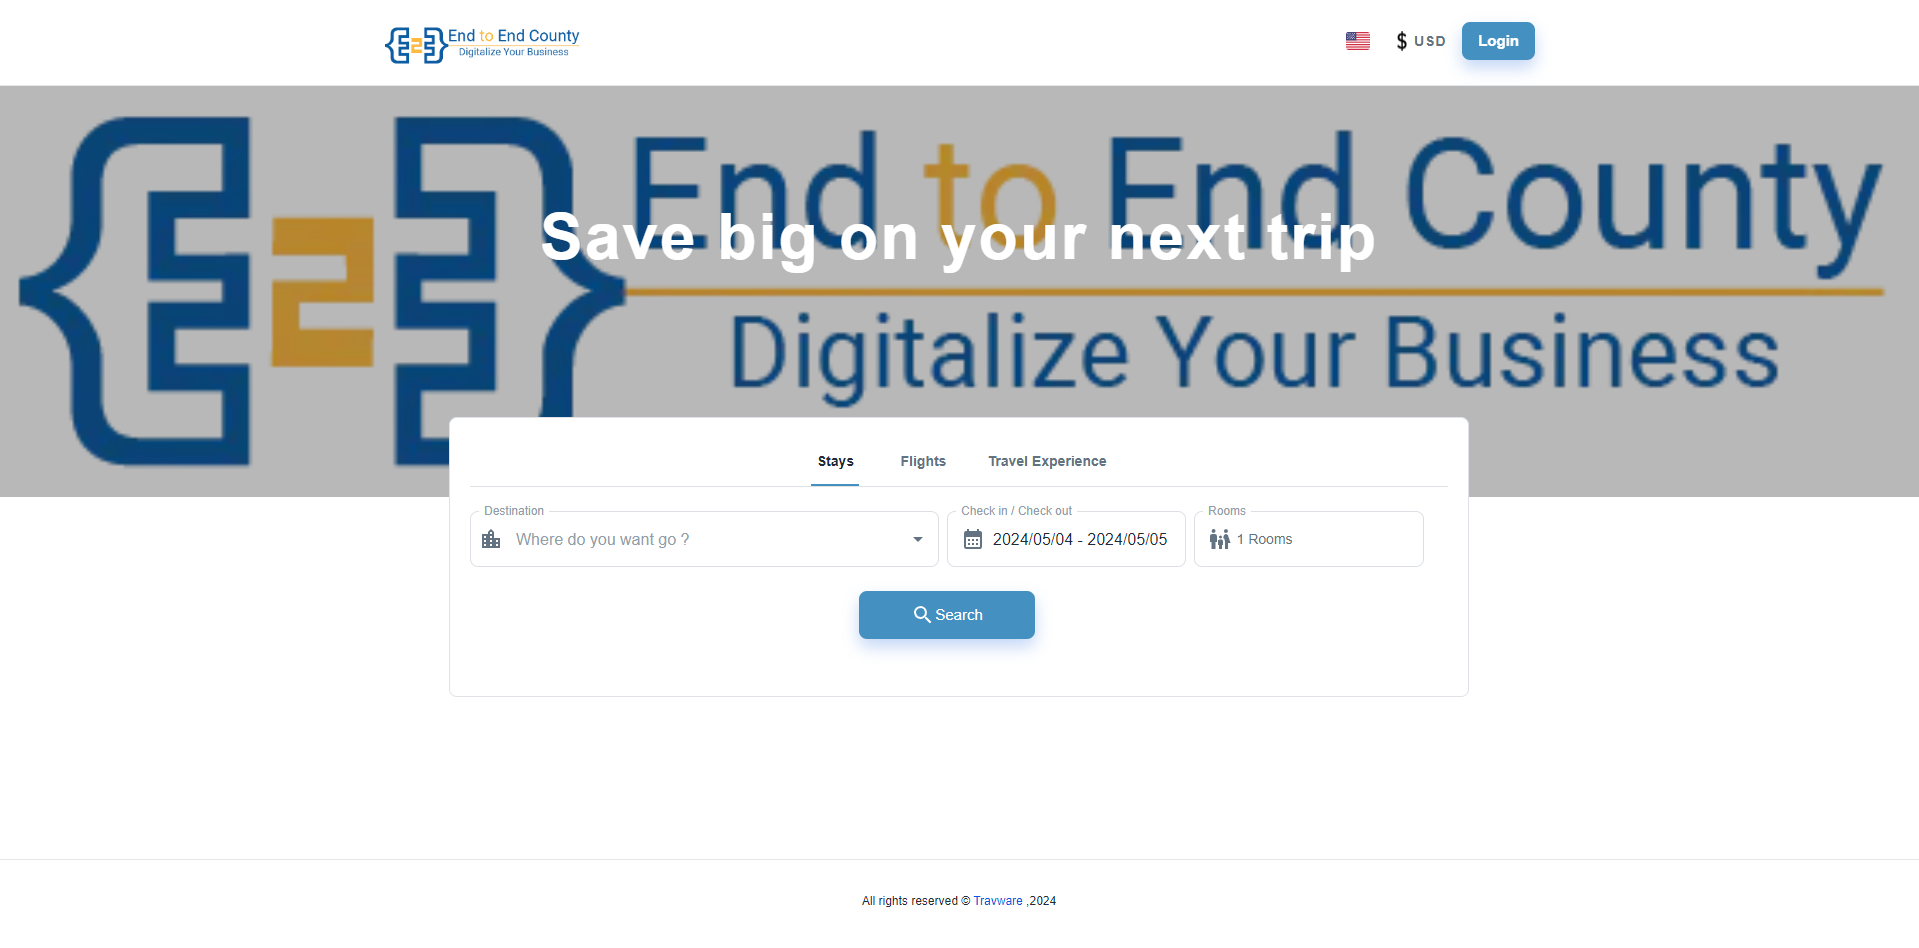 End to End County
Digitalize Your Business
$ USD
Login
End to End County
Save big on your next trip
Digitalize Your Business
Stays
Flights
Travel Experience
Destination
Where do you want go ?
Check in / Check out
2024/05/04 - 2024/05/05
Rooms
1 Rooms
Search
All rights reserved © Travware ,2024